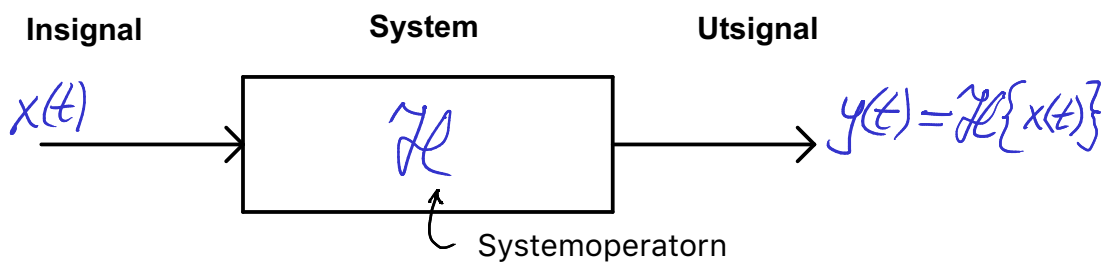 Insignal System Utsignal
x(t) ℋ y(t) = ℋ{x(t)}
Systemoperatorn